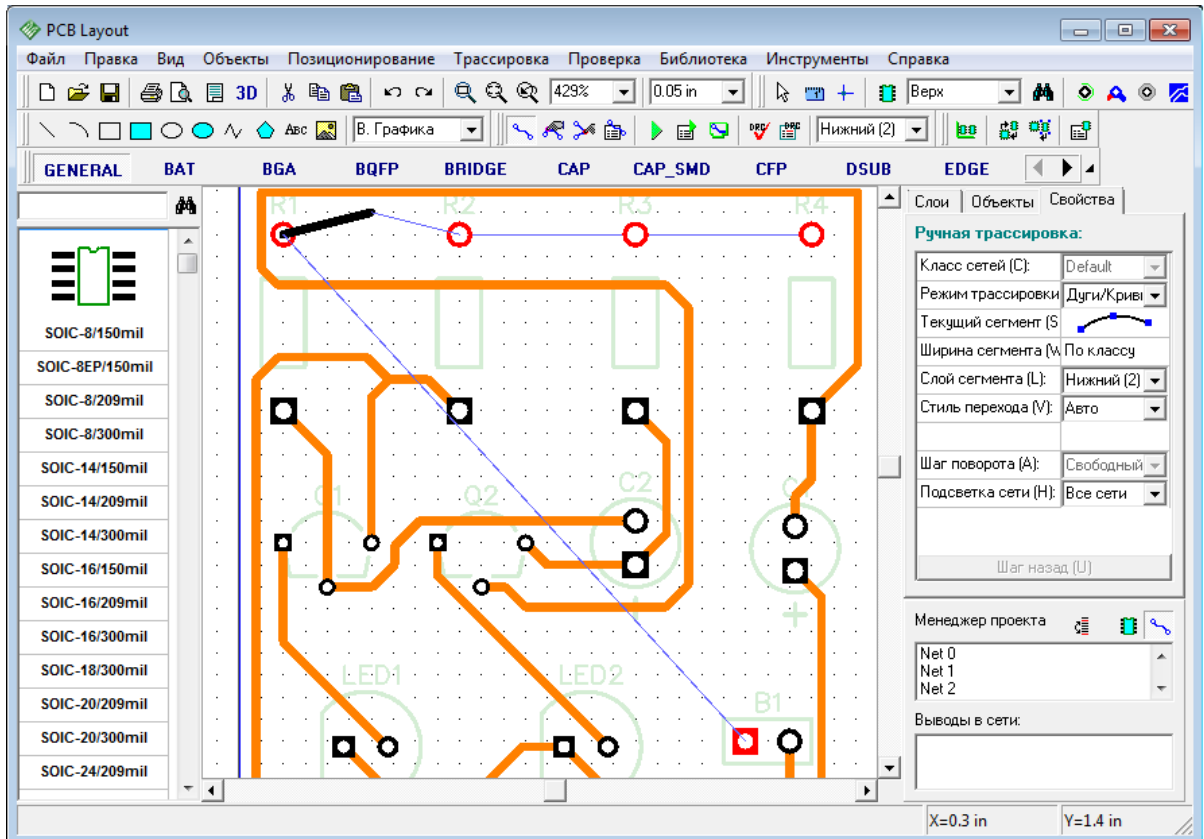 PCB Layout
Файл Правка Вид Объекты Позиционирование Трассировка Проверка Библиотека Инструменты Справка
3D 429% 0.05 in Верх
ABC В. Графика DRC DRC Нижний (2)
GENERAL BAT BGA BQFP BRIDGE CAP CAP_SMD CFP DSUB EDGE
SOIC-8/150mil
SOIC-8EP/150mil
SOIC-8/209mil
SOIC-8/300mil
SOIC-14/150mil
SOIC-14/209mil
SOIC-14/300mil
SOIC-16/150mil
SOIC-16/209mil
SOIC-16/300mil
SOIC-18/300mil
SOIC-20/209mil
SOIC-20/300mil
SOIC-24/209mil
R1 R2 R3 R4
Q1 Q2 C2
LED1 LED2 B1
Слои Объекты Свойства
Ручная трассировка:
Класс сетей (C): Default
Режим трассировки Дуги/Криві
Текущий сегмент (S
Ширина сегмента (W По классу
Слой сегмента (L): Нижний (2)
Стиль перехода (V): Авто
Шаг поворота (A): Свободный
Подсветка сети (H): Все сети
Шаг назад (U)
Менеджер проекта
Net 0
Net 1
Net 2
Выводы в сети:
X=0.3 in Y=1.4 in